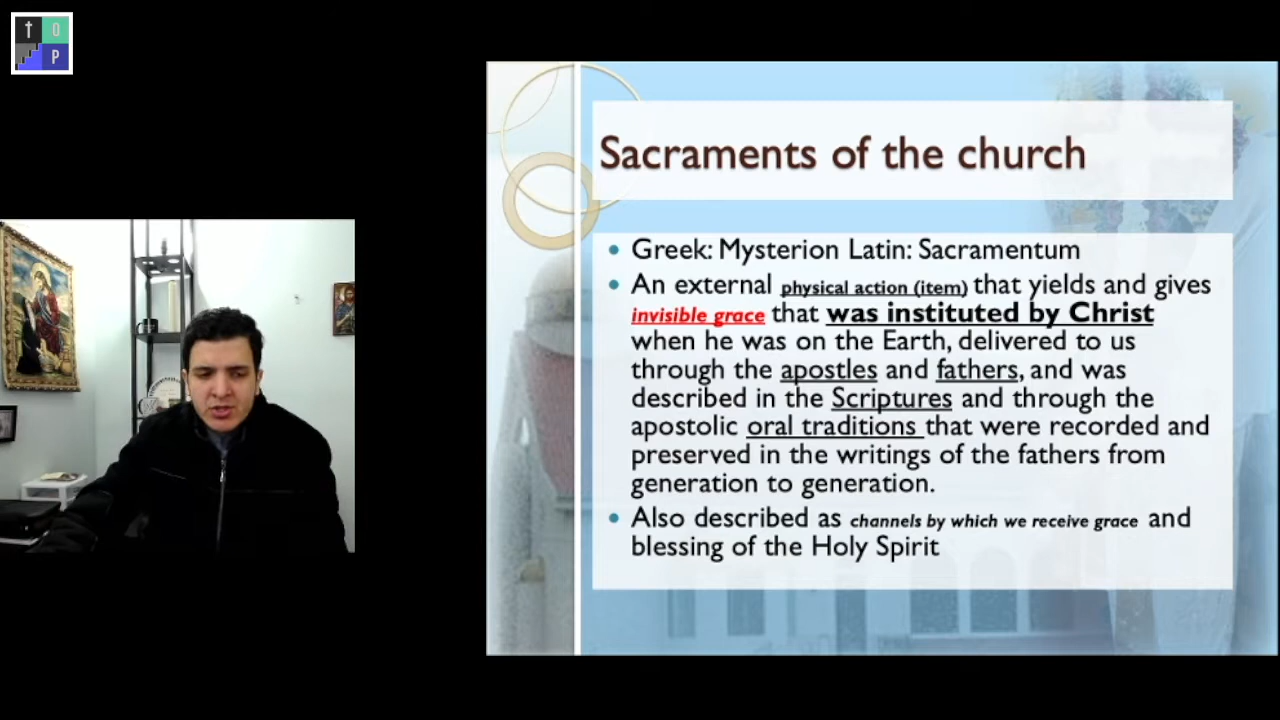 † O
P
Sacraments of the church
Greek: Mysterion Latin: Sacramentum
An external physical action (item) that yields and gives
invisible grace that was instituted by Christ
when he was on the Earth, delivered to us
through the apostles and fathers, and was
described in the Scriptures and through the
apostolic oral traditions that were recorded and
preserved in the writings of the fathers from
generation to generation.
Also described as channels by which we receive grace and
blessing of the Holy Spirit